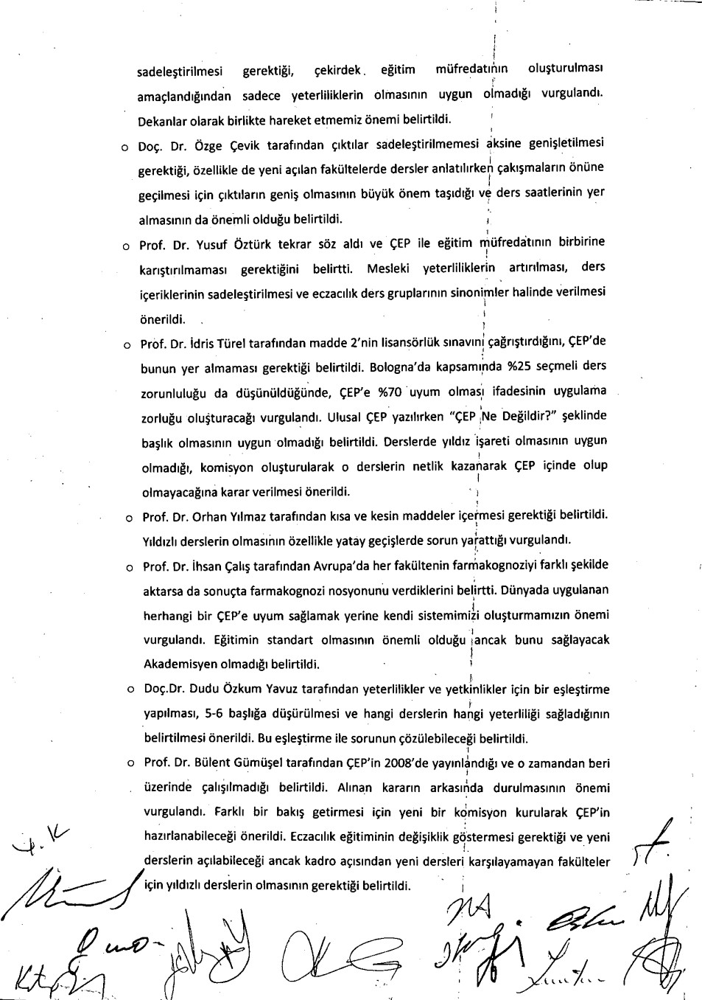 sadeleştirilmesi gerektiği, çekirdek. eğitim müfredatının oluşturulması
amaçlandığından sadece yeterliliklerin olmasının uygun olmadığı vurgulandı.
Dekanlar olarak birlikte hareket etmemiz önemi belirtildi.
o Doç. Dr. Özge Çevik tarafından çıktılar sadeleştirilmemesi aksine genişletilmesi
gerektiği, özellikle de yeni açılan fakültelerde dersler anlatılırken çakışmaların önüne
geçilmesi için çıktıların geniş olmasının büyük önem taşıdığı ve ders saatlerinin yer
almasının da önemli olduğu belirtildi.
o Prof. Dr. Yusuf Öztürk tekrar söz aldı ve ÇEP ile eğitim müfredatının birbirine
karıştırılmaması gerektiğini belirtti. Mesleki yeterliliklerin artırılması, ders
içeriklerinin sadeleştirilmesi ve eczacılık ders gruplarının sinonimler halinde verilmesi
önerildi.
o Prof. Dr. İdris Türel tarafından madde 2'nin lisansörlük sınavını çağrıştırdığını, ÇEP'de
bunun yer almaması gerektiği belirtildi. Bologna'da kapsamında %25 seçmeli ders
zorunluluğu da düşünüldüğünde, ÇEP'e %70 uyum olması ifadesinin uygulama
zorluğu oluşturacağı vurgulandı. Ulusal ÇEP yazılırken "ÇEP Ne Değildir?" şeklinde
başlık olmasının uygun olmadığı belirtildi. Derslerde yıldız işareti olmasının uygun
olmadığı, komisyon oluşturularak o derslerin netlik kazanarak ÇEP içinde olup
olmayacağına karar verilmesi önerildi.
o Prof. Dr. Orhan Yılmaz tarafından kısa ve kesin maddeler içermesi gerektiği belirtildi.
Yıldızlı derslerin olmasının özellikle yatay geçişlerde sorun yarattığı vurgulandı.
o Prof. Dr. İhsan Çalış tarafından Avrupa'da her fakültenin farmakognoziyi farklı şekilde
aktarsa da sonuçta farmakognozi nosyonunu verdiklerini belirtti. Dünyada uygulanan
herhangi bir ÇEP'e uyum sağlamak yerine kendi sistemimizi oluşturmamızın önemi
vurgulandı. Eğitimin standart olmasının önemli olduğu ancak bunu sağlayacak
Akademisyen olmadığı belirtildi.
o Doç.Dr. Dudu Özkum Yavuz tarafından yeterlilikler ve yetkinlikler için bir eşleştirme
yapılması, 5-6 başlığa düşürülmesi ve hangi derslerin hangi yeterliliği sağladığının
belirtilmesi önerildi. Bu eşleştirme ile sorunun çözülebileceği belirtildi.
o Prof. Dr. Bülent Gümüşel tarafından ÇEP'in 2008'de yayınlandığı ve o zamandan beri
üzerinde çalışılmadığı belirtildi. Alınan kararın arkasında durulmasının önemi
vurgulandı. Farklı bir bakış getirmesi için yeni bir komisyon kurularak ÇEP'in
hazırlanabileceği önerildi. Eczacılık eğitiminin değişiklik göstermesi gerektiği ve yeni
derslerin açılabileceği ancak kadro açısından yeni dersleri karşılayamayan fakülteler
için yıldızlı derslerin olmasının gerektiği belirtildi.